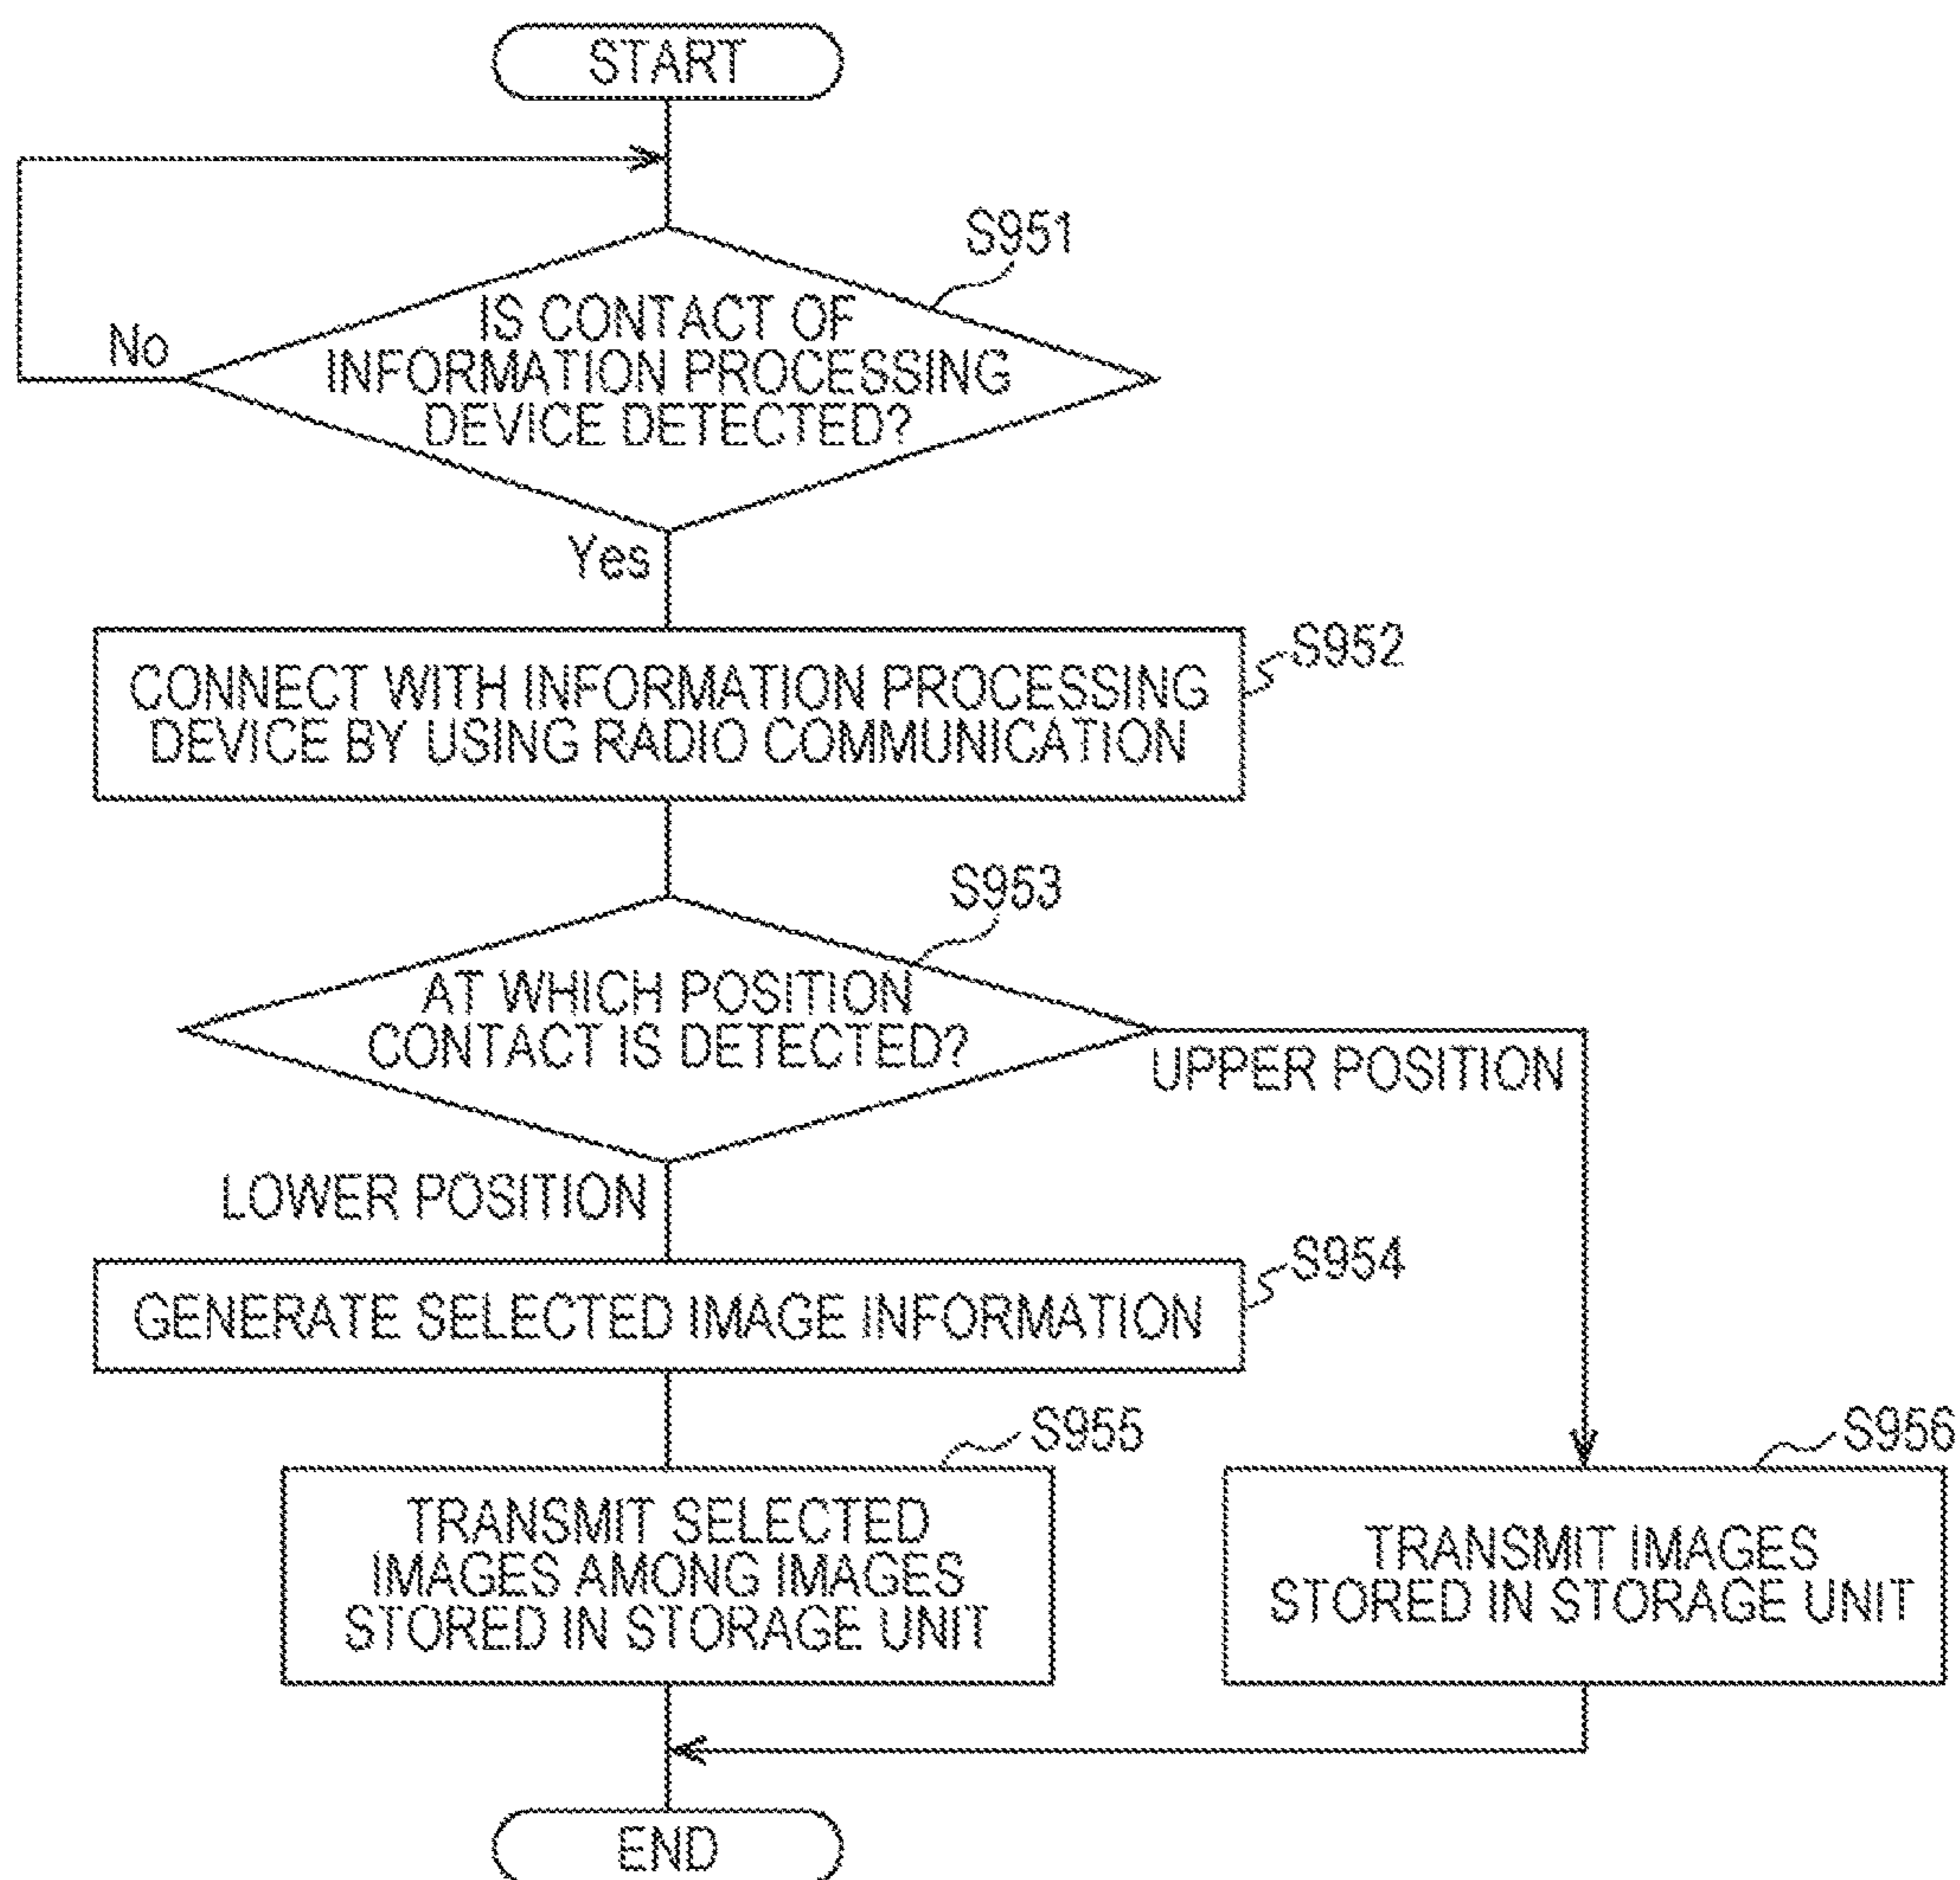 START
S951
IS CONTACT OF
INFORMATION PROCESSING
DEVICE DETECTED?
No
Yes
S952
CONNECT WITH INFORMATION PROCESSING
DEVICE BY USING RADIO COMMUNICATION
S953
AT WHICH POSITION
CONTACT IS DETECTED?
UPPER POSITION
LOWER POSITION
S954
GENERATE SELECTED IMAGE INFORMATION
S955
TRANSMIT SELECTED
IMAGES AMONG IMAGES
STORED IN STORAGE UNIT
S956
TRANSMIT IMAGES
STORED IN STORAGE UNIT
END